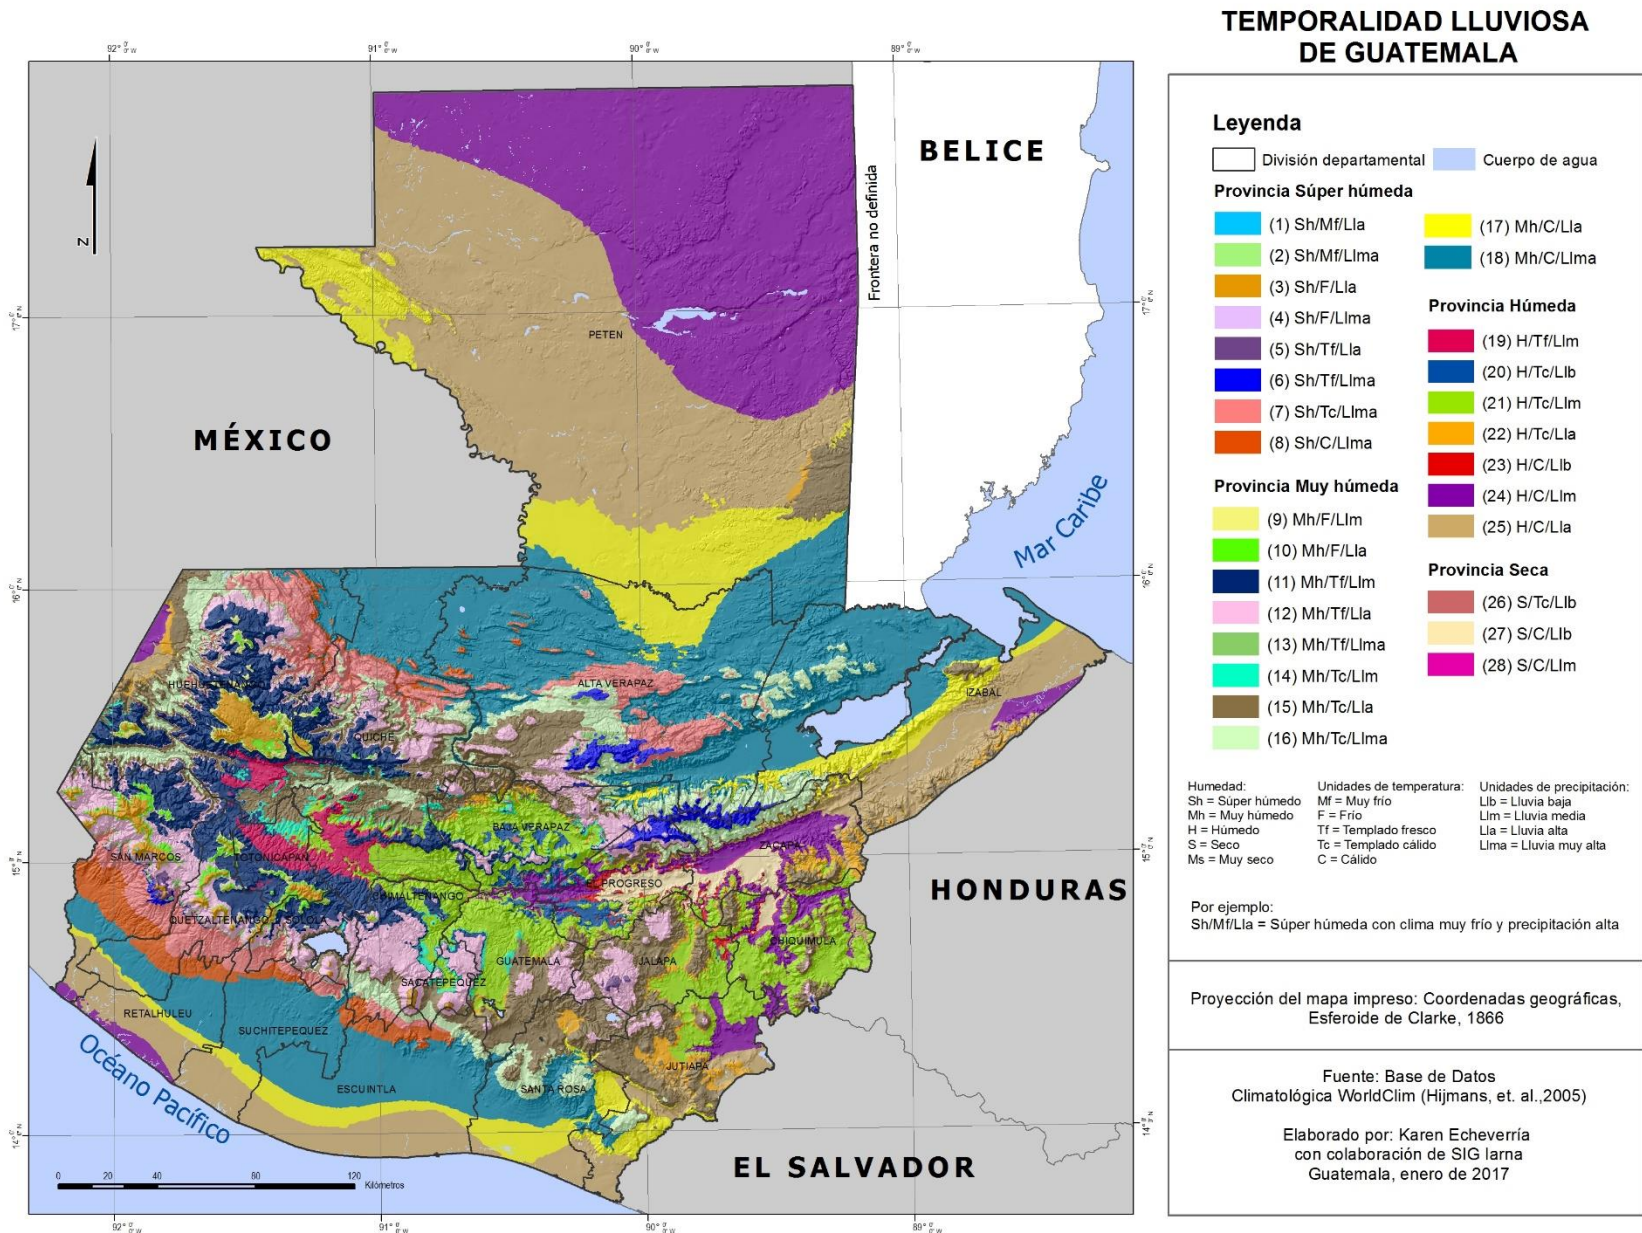 TEMPORALIDAD LLUVIOSA
DE GUATEMALA
Leyenda
División departamental
Cuerpo de agua
Provincia Súper húmeda
(1) Sh/Mf/Lla
(2) Sh/Mf/Llma
(3) Sh/F/Lla
(4) Sh/F/Llma
(5) Sh/Tf/Lla
(6) Sh/Tf/Llma
(7) Sh/Tc/Llma
(8) Sh/C/Llma
Provincia Muy húmeda
(9) Mh/F/Llm
(10) Mh/F/Lla
(11) Mh/Tf/Llm
(12) Mh/Tf/Lla
(13) Mh/Tf/Llma
(14) Mh/Tc/Llm
(15) Mh/Tc/Lla
(16) Mh/Tc/Llma
(17) Mh/C/Lla
(18) Mh/C/Llma
Provincia Húmeda
(19) H/Tf/Llm
(20) H/Tc/Llb
(21) H/Tc/Llm
(22) H/Tc/Lla
(23) H/C/Llb
(24) H/C/Llm
(25) H/C/Lla
Provincia Seca
(26) S/Tc/Llb
(27) S/C/Llb
(28) S/C/Llm
Humedad:
Sh = Súper húmedo
Mh = Muy húmedo
H = Húmedo
S = Seco
Ms = Muy seco
Unidades de temperatura:
Mf = Muy frío
F = Frío
Tf = Templado fresco
Tc = Templado cálido
C = Cálido
Unidades de precipitación:
Llb = Lluvia baja
Llm = Lluvia media
Lla = Lluvia alta
Llma = Lluvia muy alta
Por ejemplo:
Sh/Mf/Lla = Súper húmeda con clima muy frío y precipitación alta
Proyección del mapa impreso: Coordenadas geográficas,
Esferoide de Clarke, 1866
Fuente: Base de Datos
Climatológica WorldClim (Hijmans, et. al.,2005)
Elaborado por: Karen Echeverría
con colaboración de SIG Iarna
Guatemala, enero de 2017
N
BELICE
Frontera no definida
MÉXICO
PETEN
Mar Caribe
HUEHUETENANGO
QUICHE
ALTA VERAPAZ
IZABAL
BAJA VERAPAZ
ZACAPA
SAN MARCOS
TOTONICAPAN
EL PROGRESO
CHIMALTENANGO
QUETZALTENANGO
SOLOLA
HONDURAS
CHIQUIMULA
GUATEMALA
JALAPA
SACATEPEQUEZ
RETALHULEU
SUCHITEPEQUEZ
JUTIAPA
ESCUINTLA
SANTA ROSA
Océano Pacífico
EL SALVADOR
0 20 40 80 120
Kilómetros